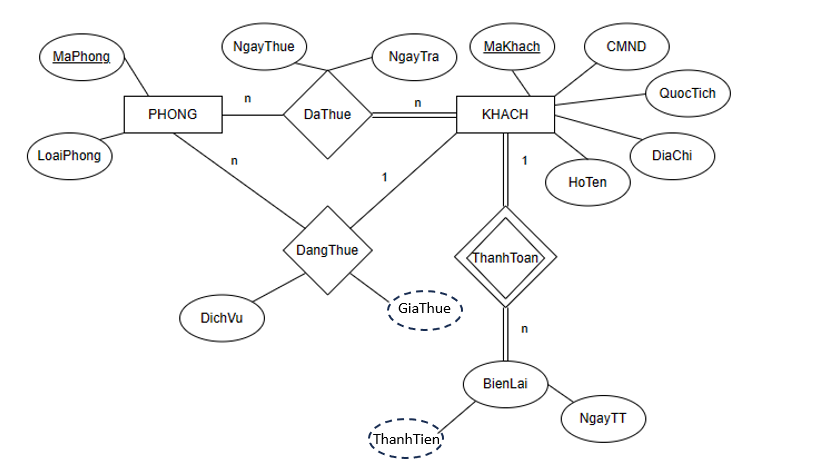 NgayThue
MaKhach
CMND
MaPhong
NgayTra
QuocTich
n
n
PHONG
DaThue
KHACH
LoaiPhong
n
1
DiaChi
1
HoTen
DangThue
ThanhToan
DichVu
GiaThue
n
BienLai
NgayTT
ThanhTien